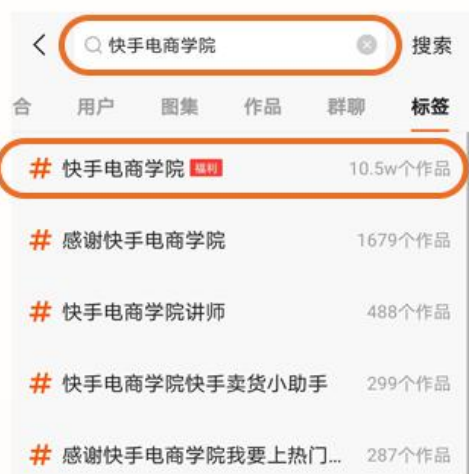 快手电商学院 搜索
合 用户 图集 作品 群聊 标签
# 快手电商学院 福利 10.5w个作品
# 感谢快手电商学院 1679个作品
# 快手电商学院讲师 488个作品
# 快手电商学院快手卖货小助手 299个作品
# 感谢快手电商学院我要上热门... 287个作品